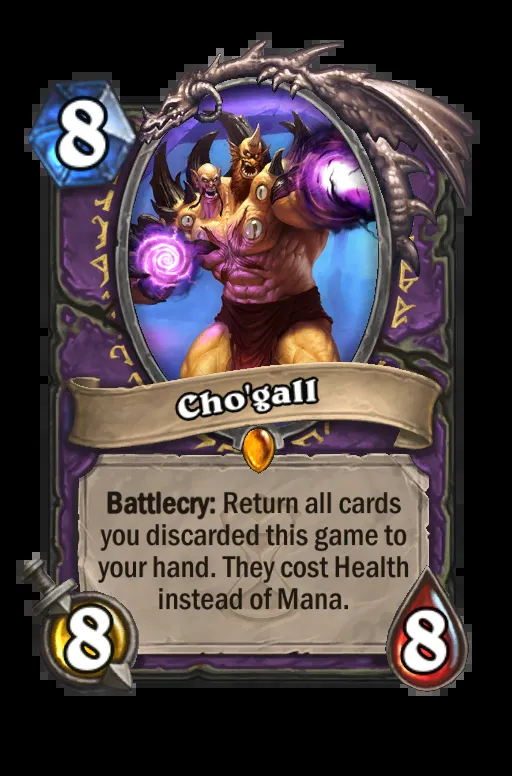 8
Cho'gall
Battlecry: Return all cards
you discarded this game to
your hand. They cost Health
instead of Mana.
8
8